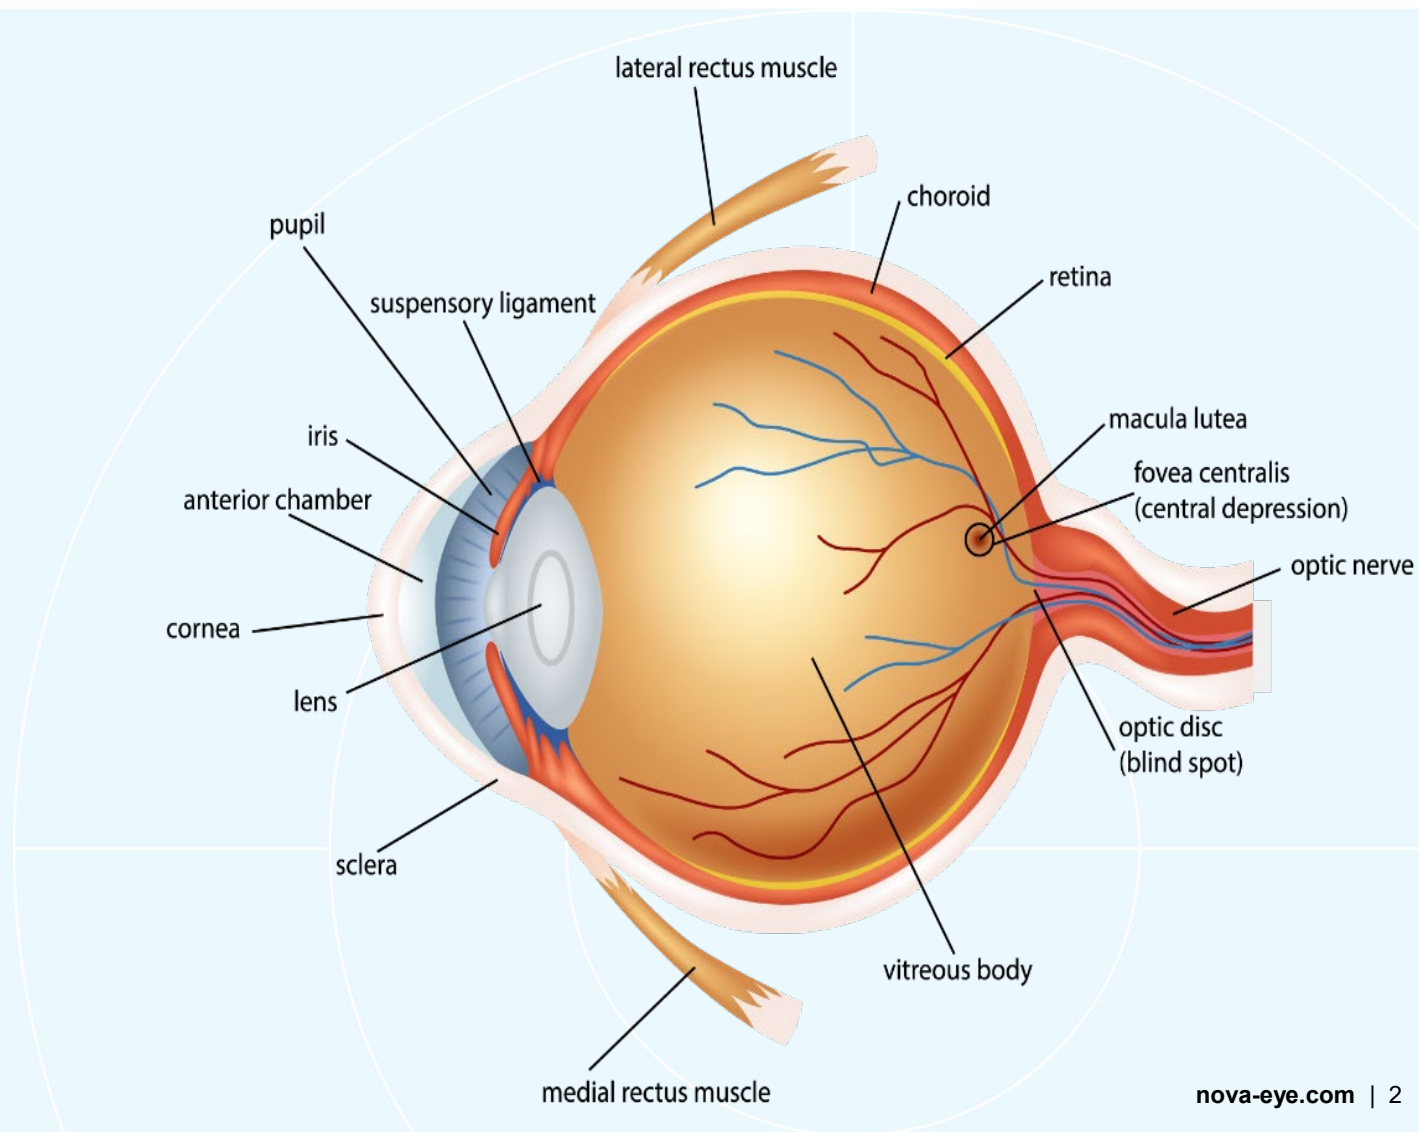 lateral rectus muscle
choroid
pupil
retina
suspensory ligament
macula lutea
iris
fovea centralis
(central depression)
anterior chamber
optic nerve
cornea
lens
optic disc
(blind spot)
sclera
vitreous body
medial rectus muscle
nova-eye.com | 2